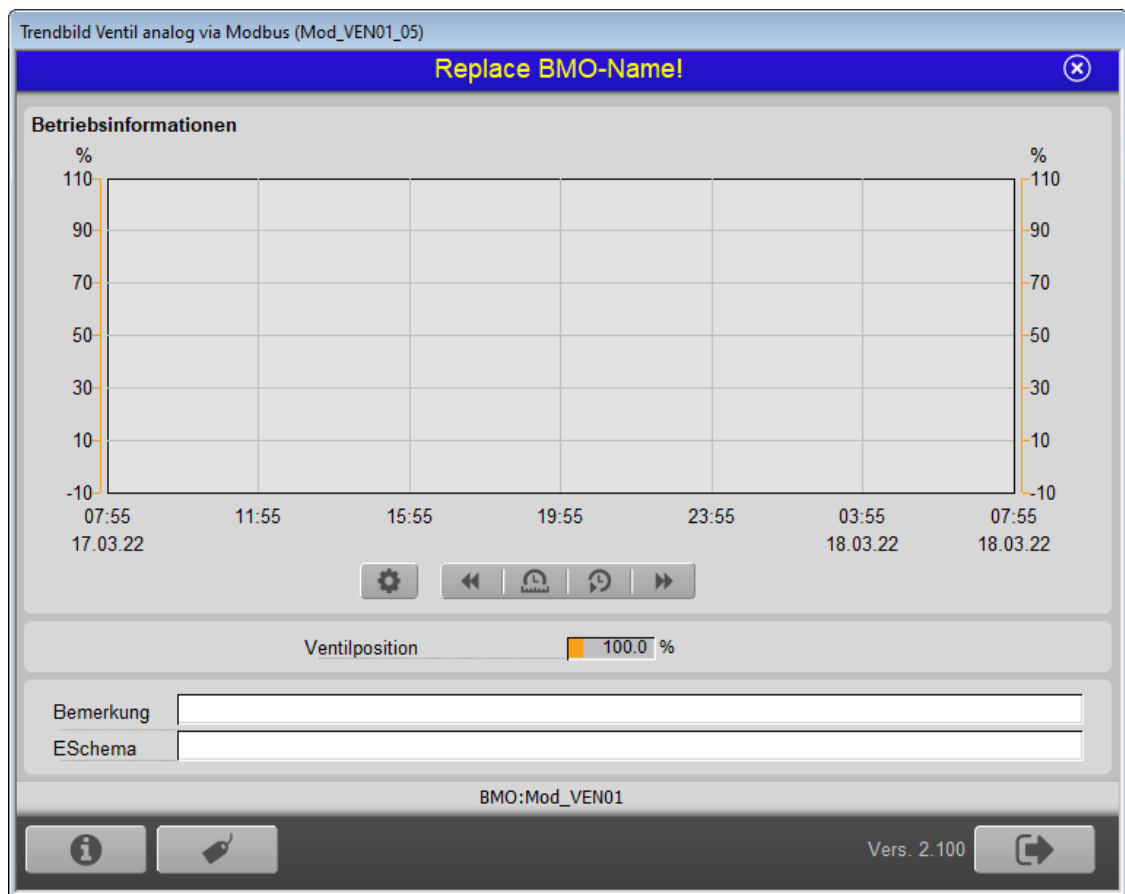 Trendbild Ventil analog via Modbus (Mod_VEN01_05)
Replace BMO-Name!
Betriebsinformationen
% %
110 110
90 90
70 70
50 50
30 30
10 10
-10 -10
07:55 11:55 15:55 19:55 23:55 03:55 07:55
17.03.22 18.03.22 18.03.22
Ventilposition 100.0 %
Bemerkung
ESchema
BMO:Mod_VEN01
Vers. 2.100